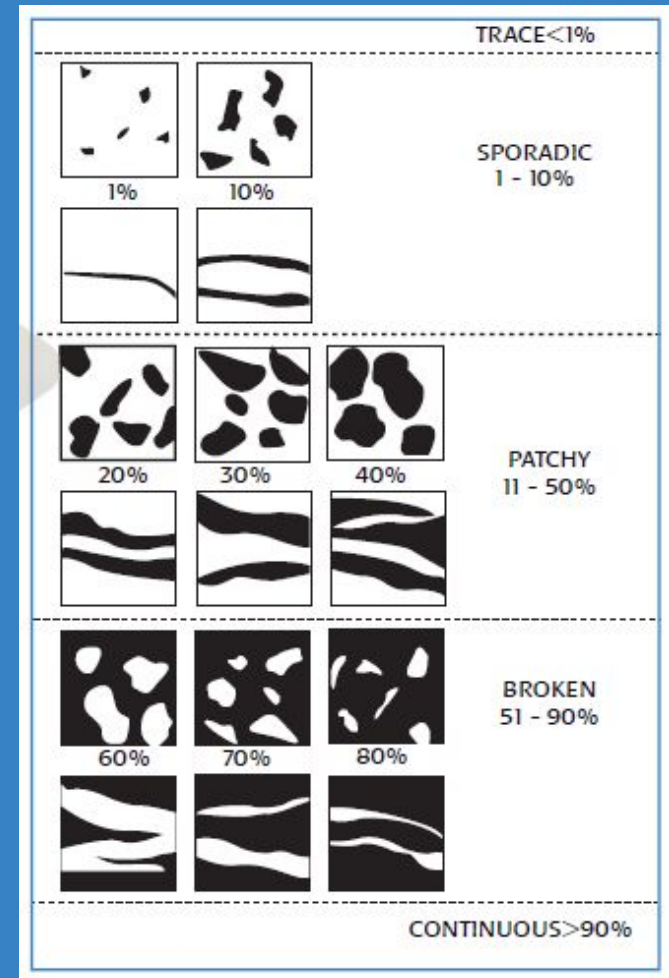 TRACE<1%
1% 10%
SPORADIC
1 - 10%
20% 30% 40%
PATCHY
11 - 50%
60% 70% 80%
BROKEN
51 - 90%
CONTINUOUS>90%